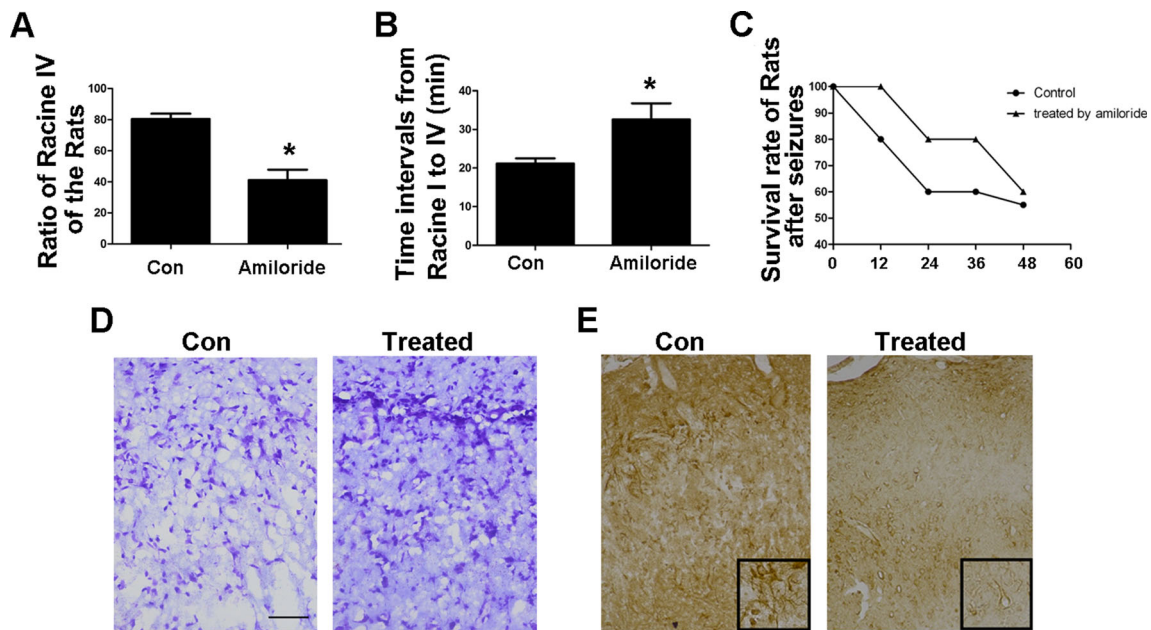 A
Ratio of Racine IV
of the Rats
100
80
60
40
20
0
*
Con
Amiloride
B
Time intervals from
Racine I to IV (min)
40
30
20
10
0
*
Con
Amiloride
C
Survival rate of Rats
after seizures
100
90
80
70
60
50
40
0
12
24
36
48
60
Control
treated by amiloride
D
Con
Treated
E
Con
Treated